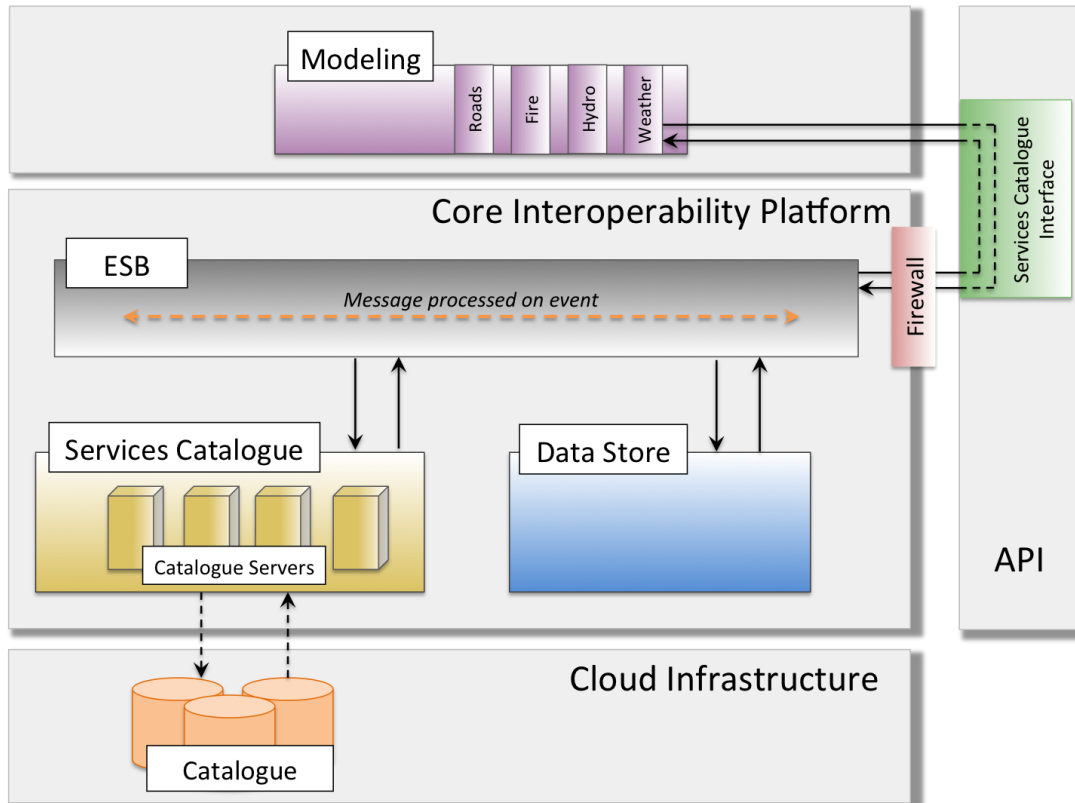 Modeling
Roads
Fire
Hydro
Weather
Services Catalogue
Interface
Core Interoperability Platform
ESB
Message processed on event
Firewall
Services Catalogue
Catalogue Servers
Data Store
API
Cloud Infrastructure
Catalogue